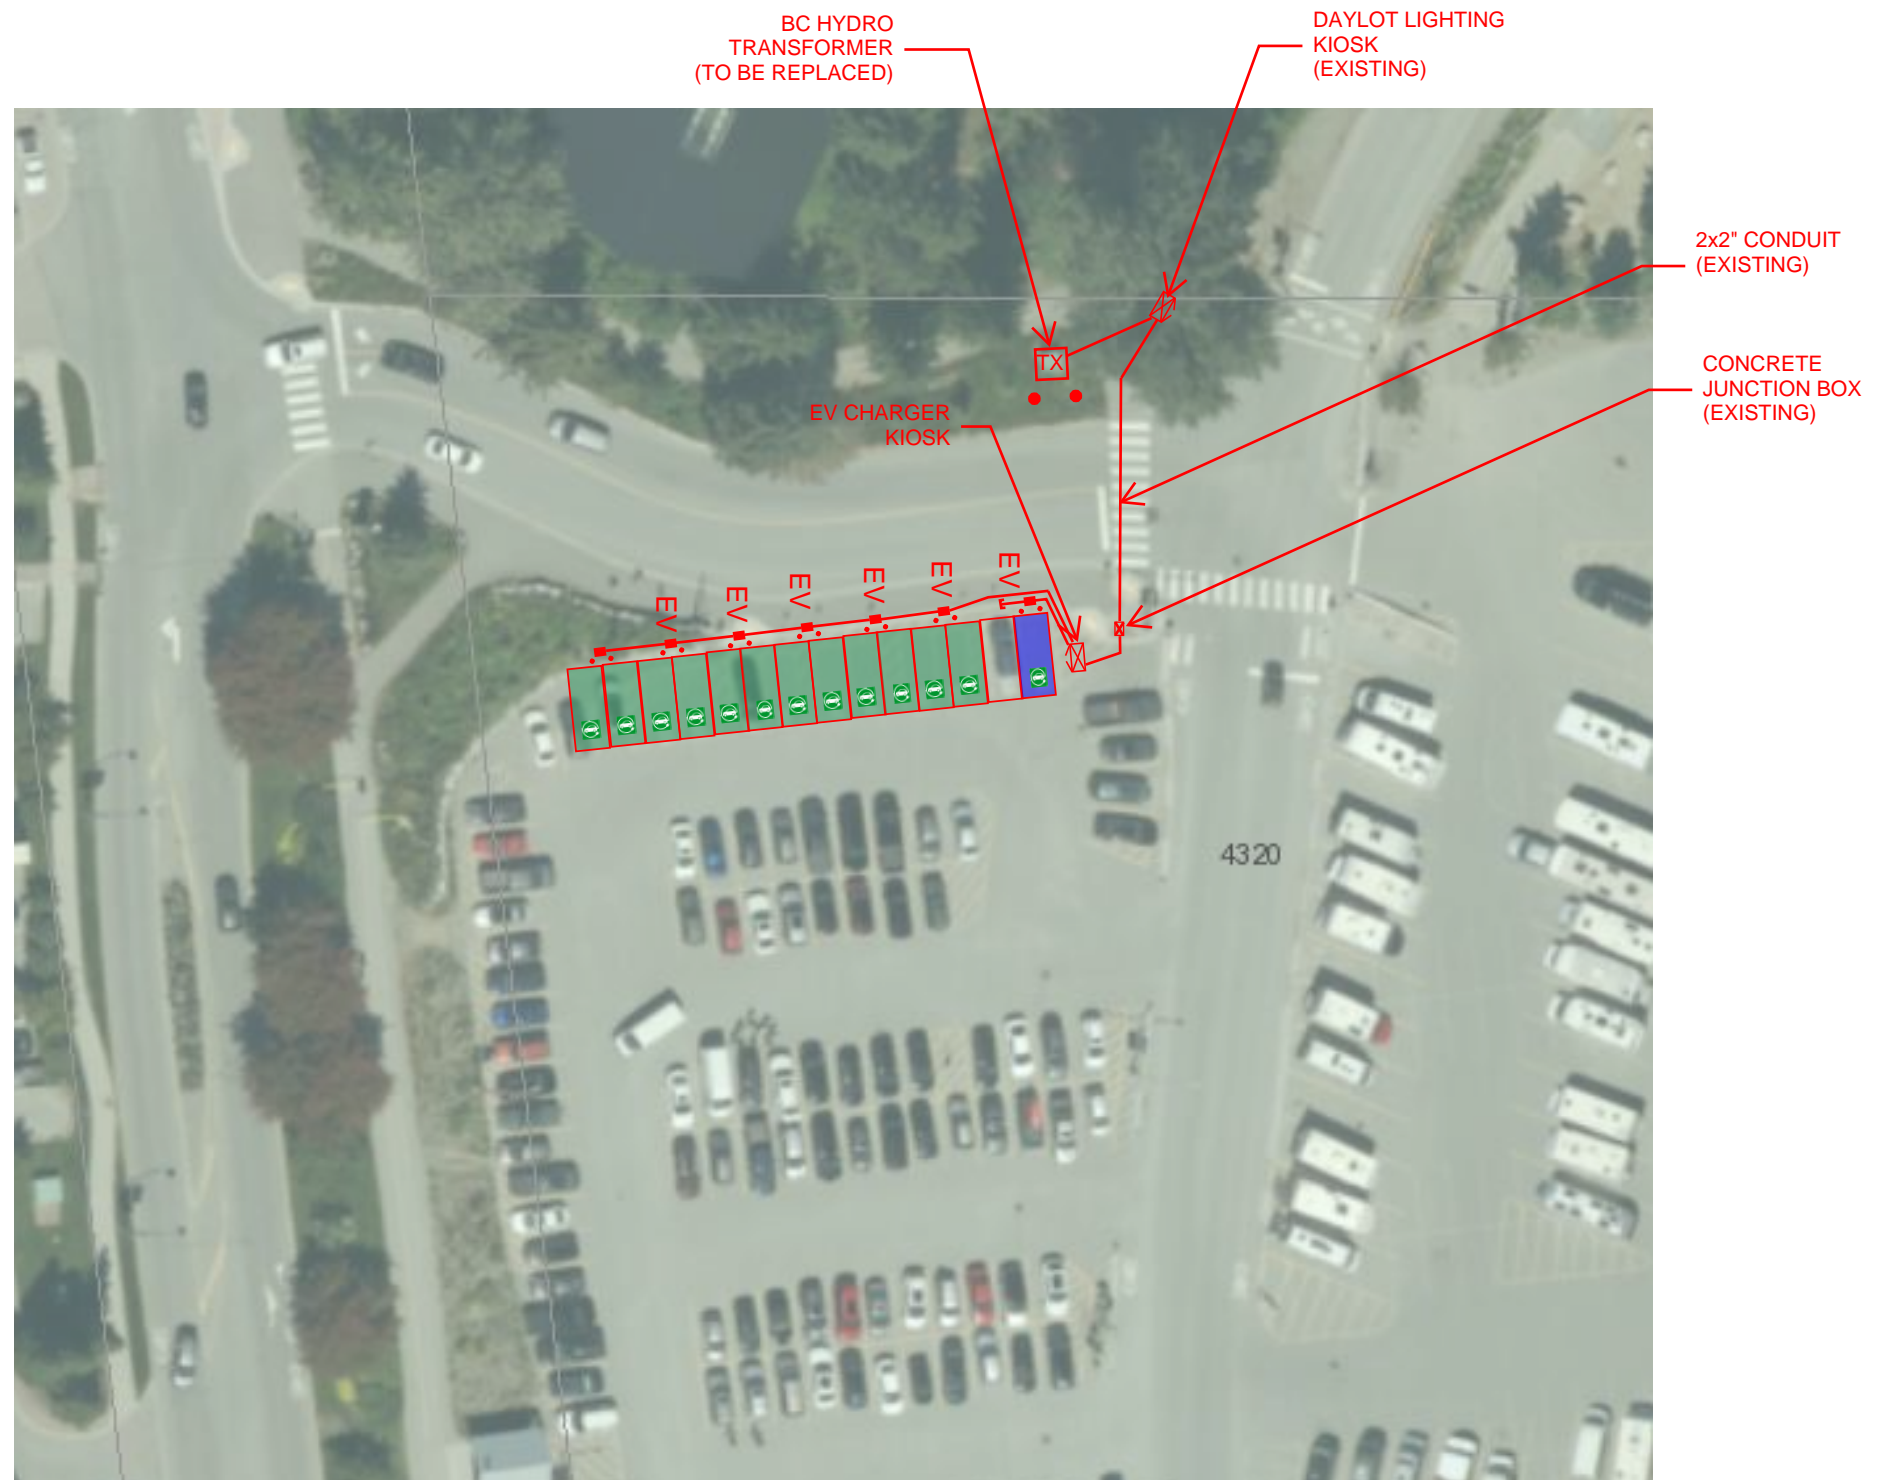 BC HYDRO
TRANSFORMER
(TO BE REPLACED)
DAYLOT LIGHTING
KIOSK
(EXISTING)
2x2" CONDUIT
(EXISTING)
TX
CONCRETE
JUNCTION BOX
(EXISTING)
EV CHARGER
KIOSK
EV
EV
EV
EV
EV
EV
4320